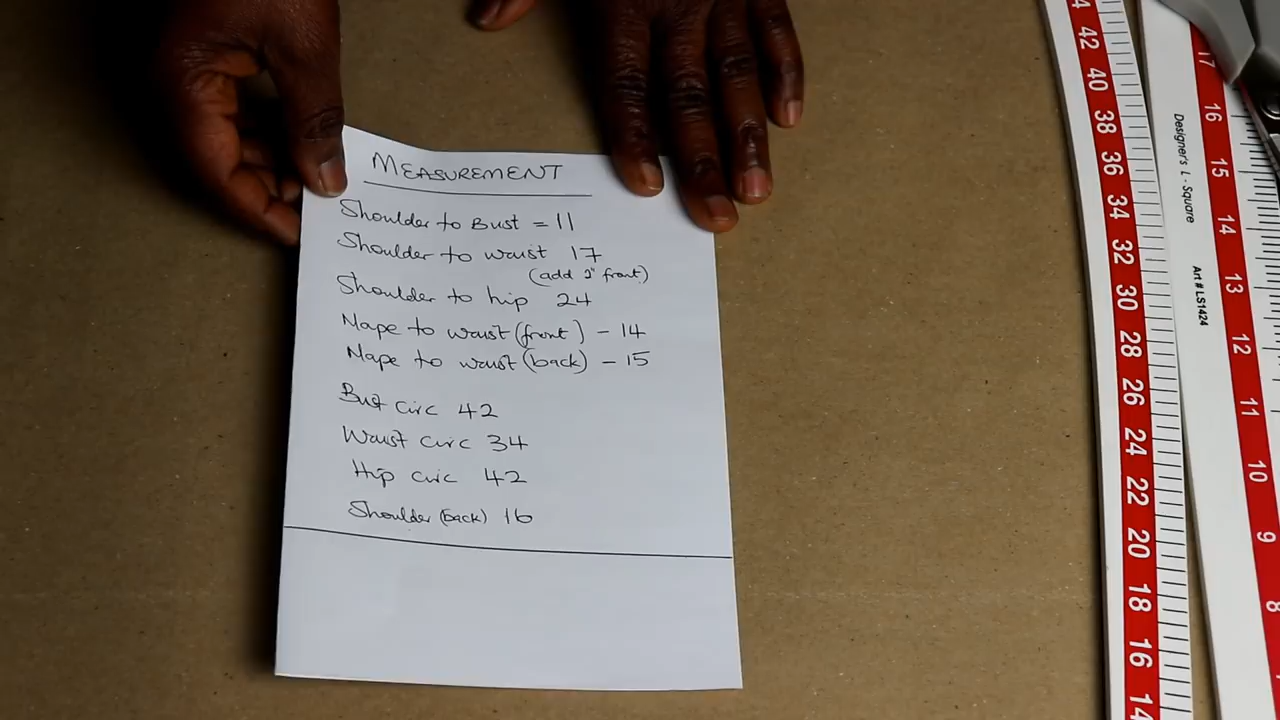 MEASUREMENT
Shoulder to Bust = 11
Shoulder to waist 17
(add 2" front)
Shoulder to hip 24
Nape to waist (front) - 14
Nape to waist (back) - 15
Bust circ 42
Waist circ 34
Hip circ 42
Shoulder (back) 16
42
40
38
36
34
32
30
28
26
24
22
20
18
16
14
Designer's L - Square
Art # LS1424
17
16
15
14
13
12
11
10
9
8